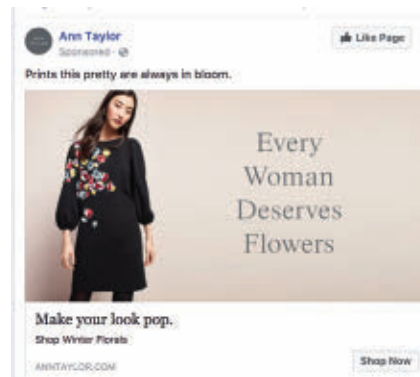 Ann Taylor
Like Page
Sponsored ·
Prints this pretty are always in bloom.
Every
Woman
Deserves
Flowers
Make your look pop.
Shop Winter Florals
ANNTAYLOR.COM
Shop Now